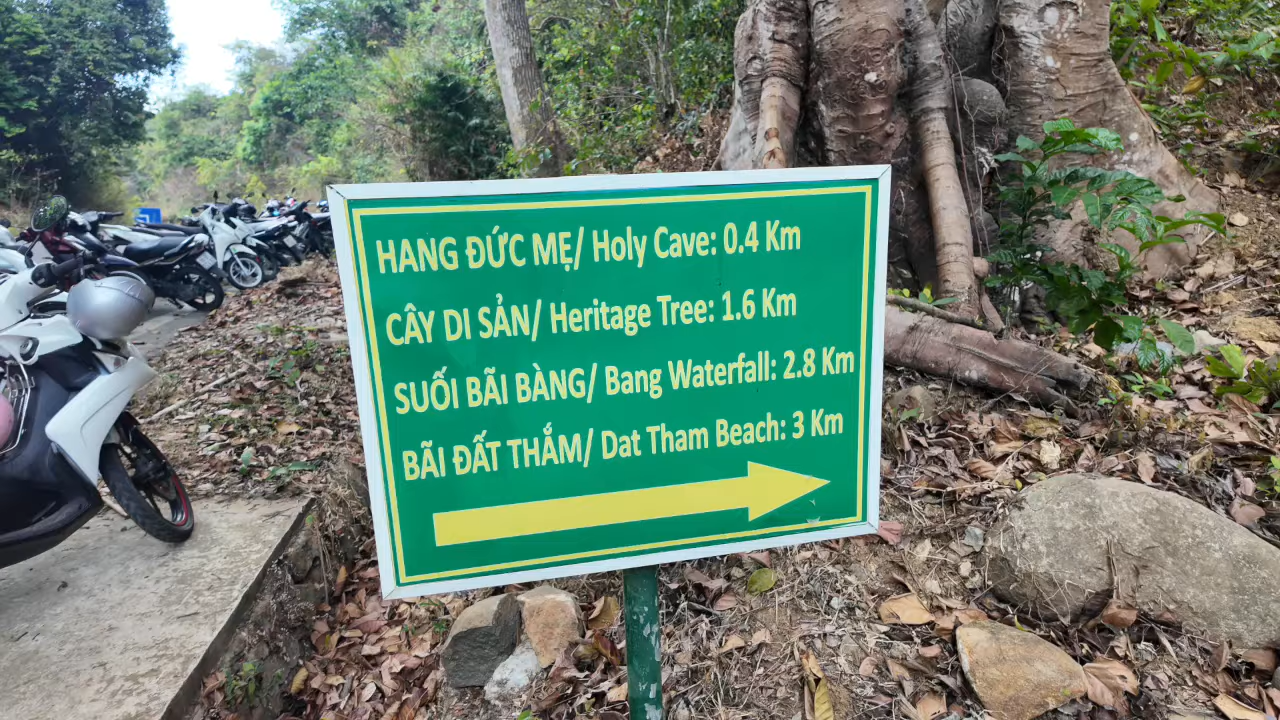 HANG ĐỨC MẸ/ Holy Cave: 0.4 Km
CÂY DI SẢN/ Heritage Tree: 1.6 Km
SUỐI BÃI BÀNG/ Bang Waterfall: 2.8 Km
BÃI ĐẤT THẮM/ Dat Tham Beach: 3 Km